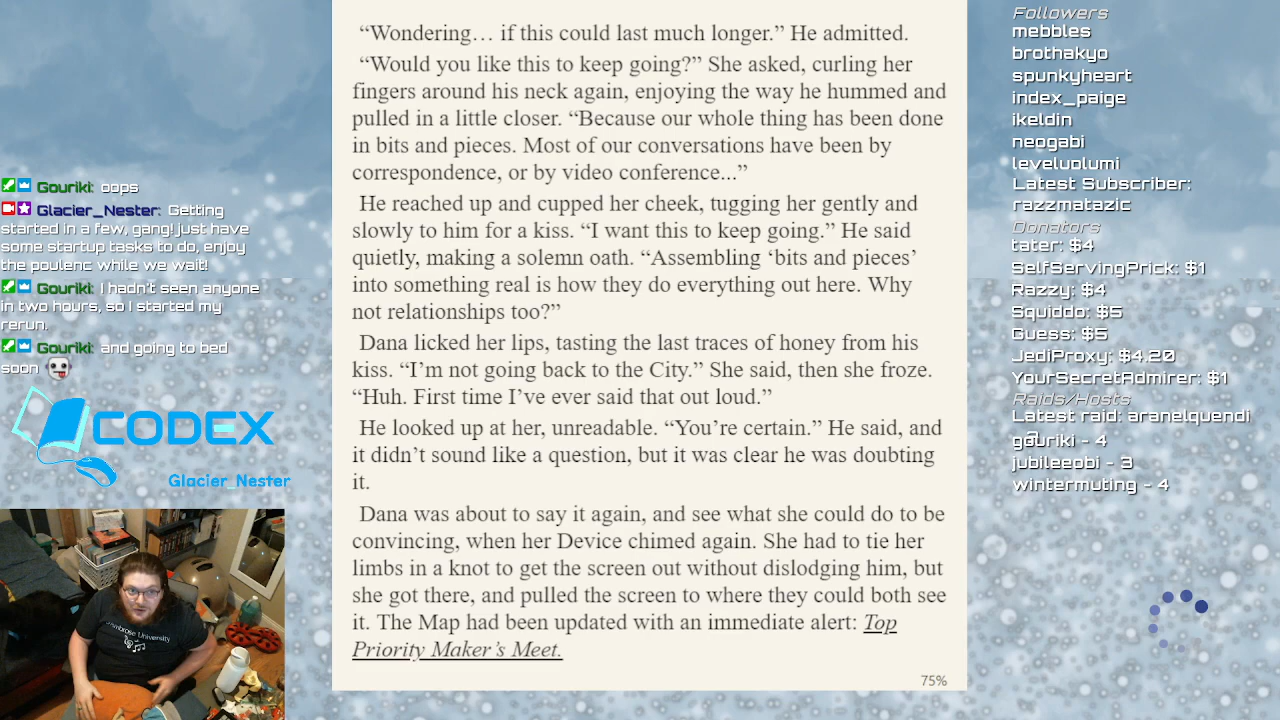 “Wondering… if this could last much longer.” He admitted.
“Would you like this to keep going?” She asked, curling her
fingers around his neck again, enjoying the way he hummed and
pulled in a little closer. “Because our whole thing has been done
in bits and pieces. Most of our conversations have been by
correspondence, or by video conference...”
He reached up and cupped her cheek, tugging her gently and
slowly to him for a kiss. “I want this to keep going.” He said
quietly, making a solemn oath. “Assembling ‘bits and pieces’
into something real is how they do everything out here. Why
not relationships too?”
Dana licked her lips, tasting the last traces of honey from his
kiss. “I’m not going back to the City.” She said, then she froze.
“Huh. First time I’ve ever said that out loud.”
He looked up at her, unreadable. “You’re certain.” He said, and
it didn’t sound like a question, but it was clear he was doubting
it.
Dana was about to say it again, and see what she could do to be
convincing, when her Device chimed again. She had to tie her
limbs in a knot to get the screen out without dislodging him, but
she got there, and pulled the screen to where they could both see
it. The Map had been updated with an immediate alert: Top
Priority Maker’s Meet.
75%
Gouriki: oops
Glacier_Nester: Getting
started in a few, gang! just have
some startup tasks to do, enjoy
the poulenc while we wait!
Gouriki: I hadn't seen anyone
in two hours, so I started my
rerun.
Gouriki: and going to bed
soon
CODEX
Glacier_Nester
Ambrose University
Followers
mebbles
brothakyo
spunkyheart
index_paige
ikeldin
neogabi
leveluolumi
Latest Subscriber:
razzmatazic
Donators
tater: $4
SelfServingPrick: $1
Razzy: $4
Squiddo: $5
Guess: $5
JediProxy: $4.20
YourSecretAdmirer: $1
Raids/Hosts
Latest raid: aranelquendi
gouriki - 4
jubileeobi - 3
wintermuting - 4